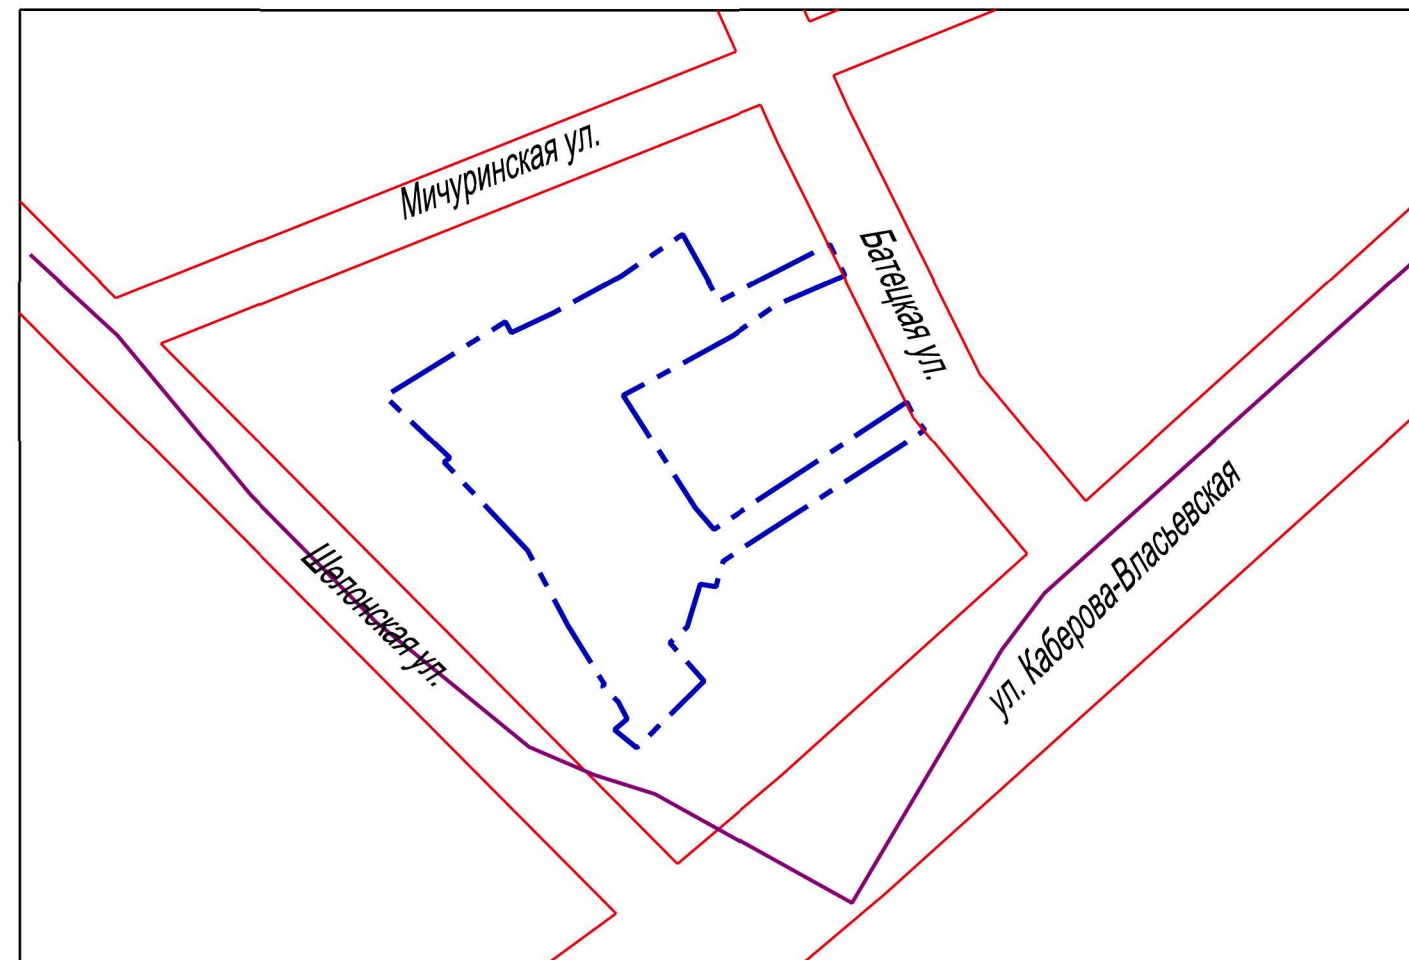 Мичуринская ул.
Батецкая ул.
Шелонская ул.
ул. Каберова-Власьевская